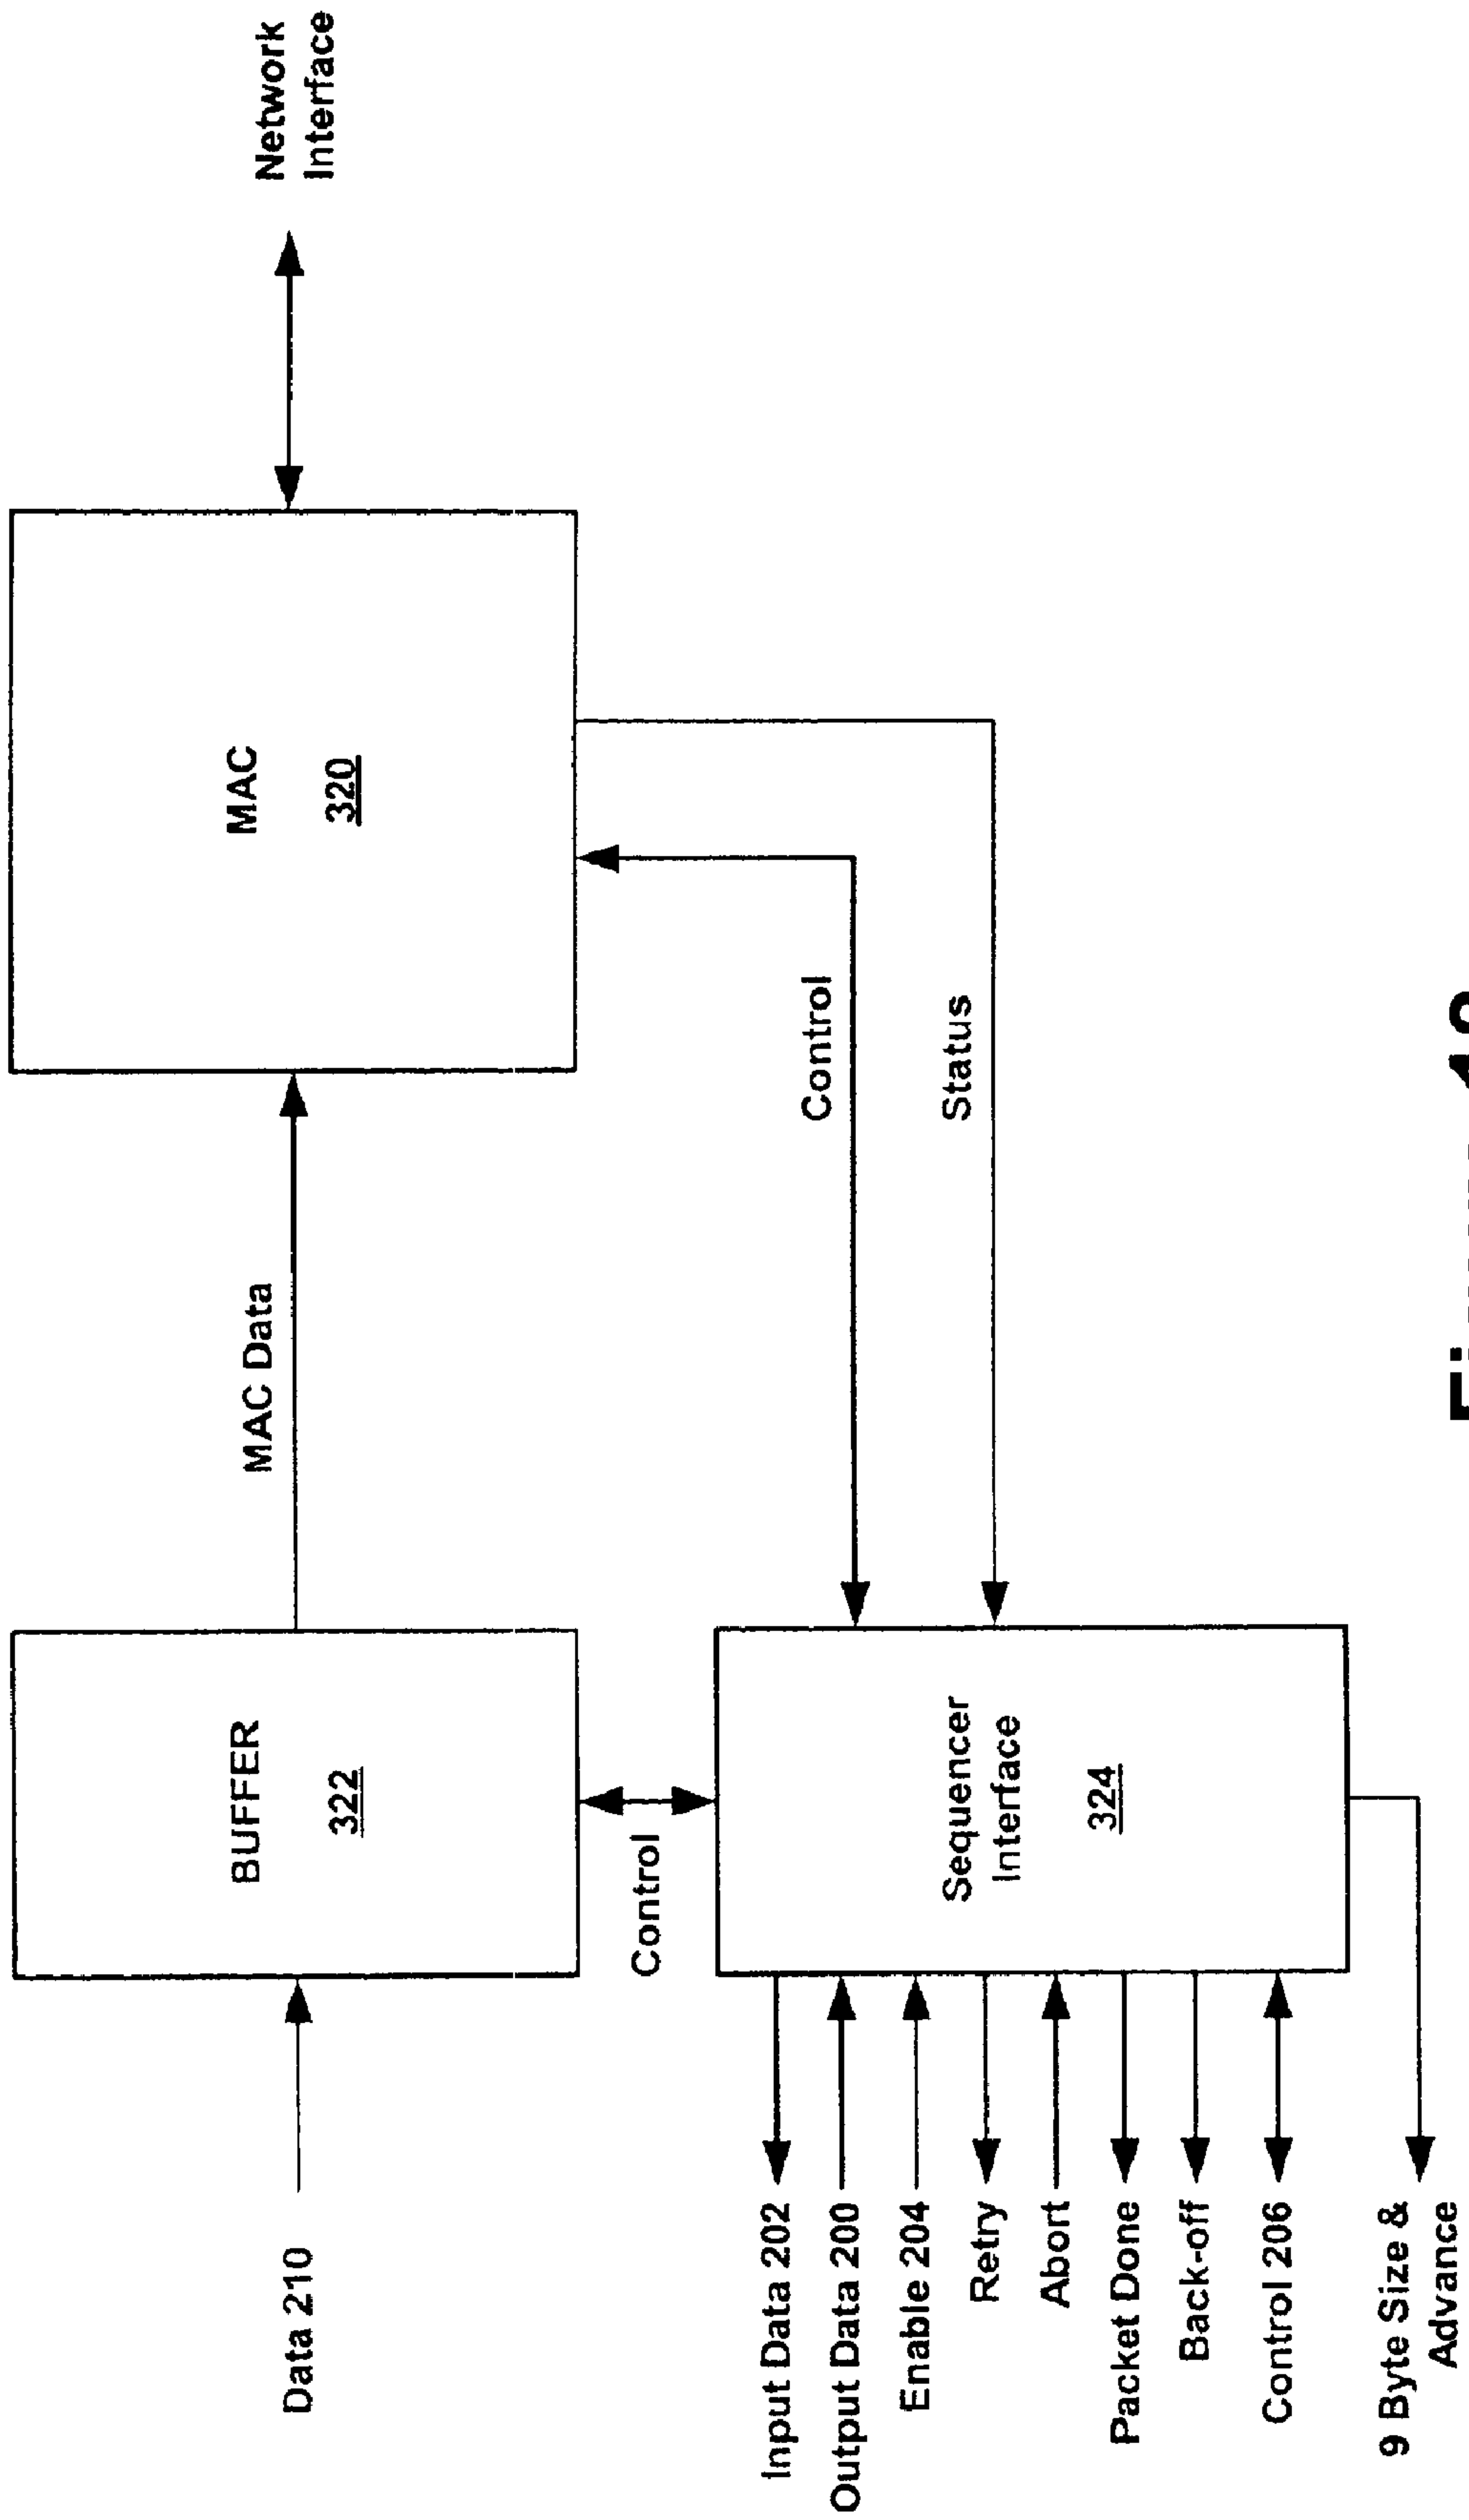 Network
Interface
MAC
320
MAC Data
Control
Status
BUFFER
322
Control
Sequencer
Interface
324
Data 210
Input Data 202
Output Data 200
Enable 204
Retry
Abort
Packet Done
Back-off
Control 206
9 Byte Size &
Advance